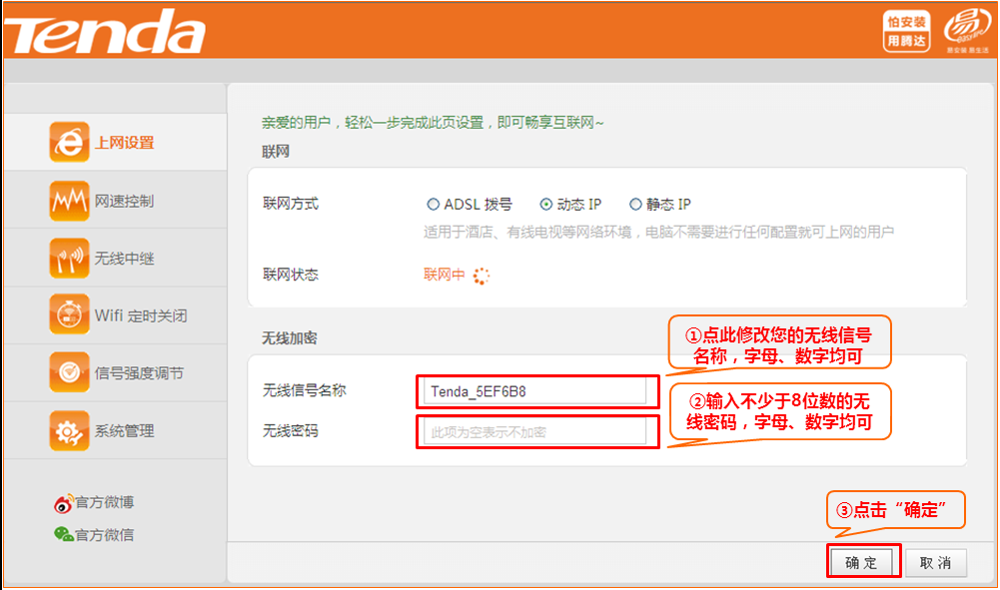 Tenda
怕安装
用腾达
易
easylife
易安装 易生活
亲爱的用户，轻松一步完成此页设置，即可畅享互联网~
联网
上网设置
网速控制
无线中继
Wifi 定时关闭
信号强度调节
系统管理
官方微博
官方微信
联网方式
ADSL 拨号
动态 IP
静态 IP
适用于酒店、有线电视等网络环境，电脑不需要进行任何配置就可上网的用户
联网状态
联网中
无线加密
①点此修改您的无线信号
名称，字母、数字均可
无线信号名称
Tenda_5EF6B8
②输入不少于8位数的无
线密码，字母、数字均可
无线密码
此项为空表示不加密
③点击“确定”
确 定
取 消